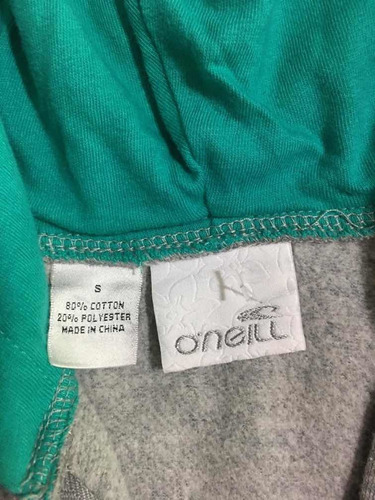 S
80% COTTON
20% POLYESTER
MADE IN CHINA
O'NEILL